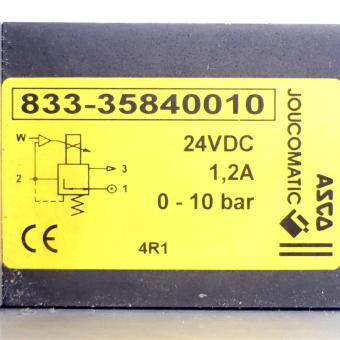 833-35840010
24VDC
1,2A
0 - 10 bar
W
2
3
1
CE
4R1
JOUCOMATIC
ASCO